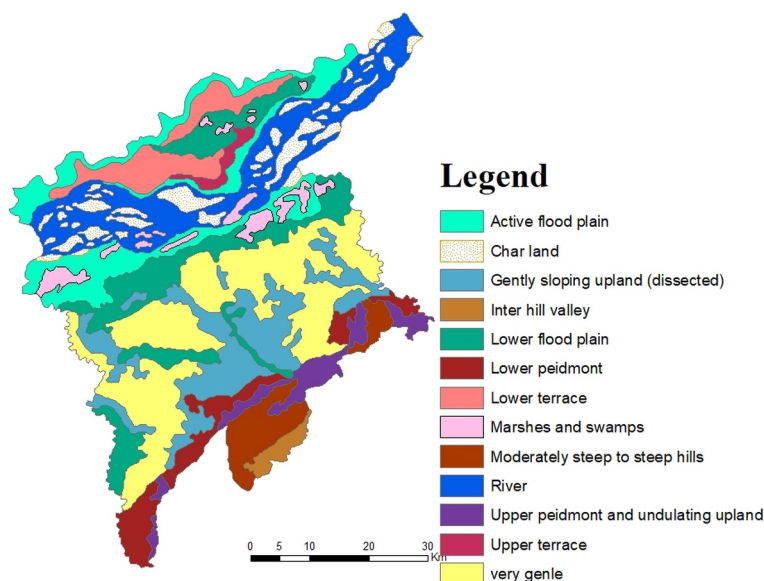 Legend
Active flood plain
Char land
Gently sloping upland (dissected)
Inter hill valley
Lower flood plain
Lower peidmont
Lower terrace
Marshes and swamps
Moderately steep to steep hills
River
Upper peidmont and undulating upland
Upper terrace
very genle
0 5 10 20 30
Km